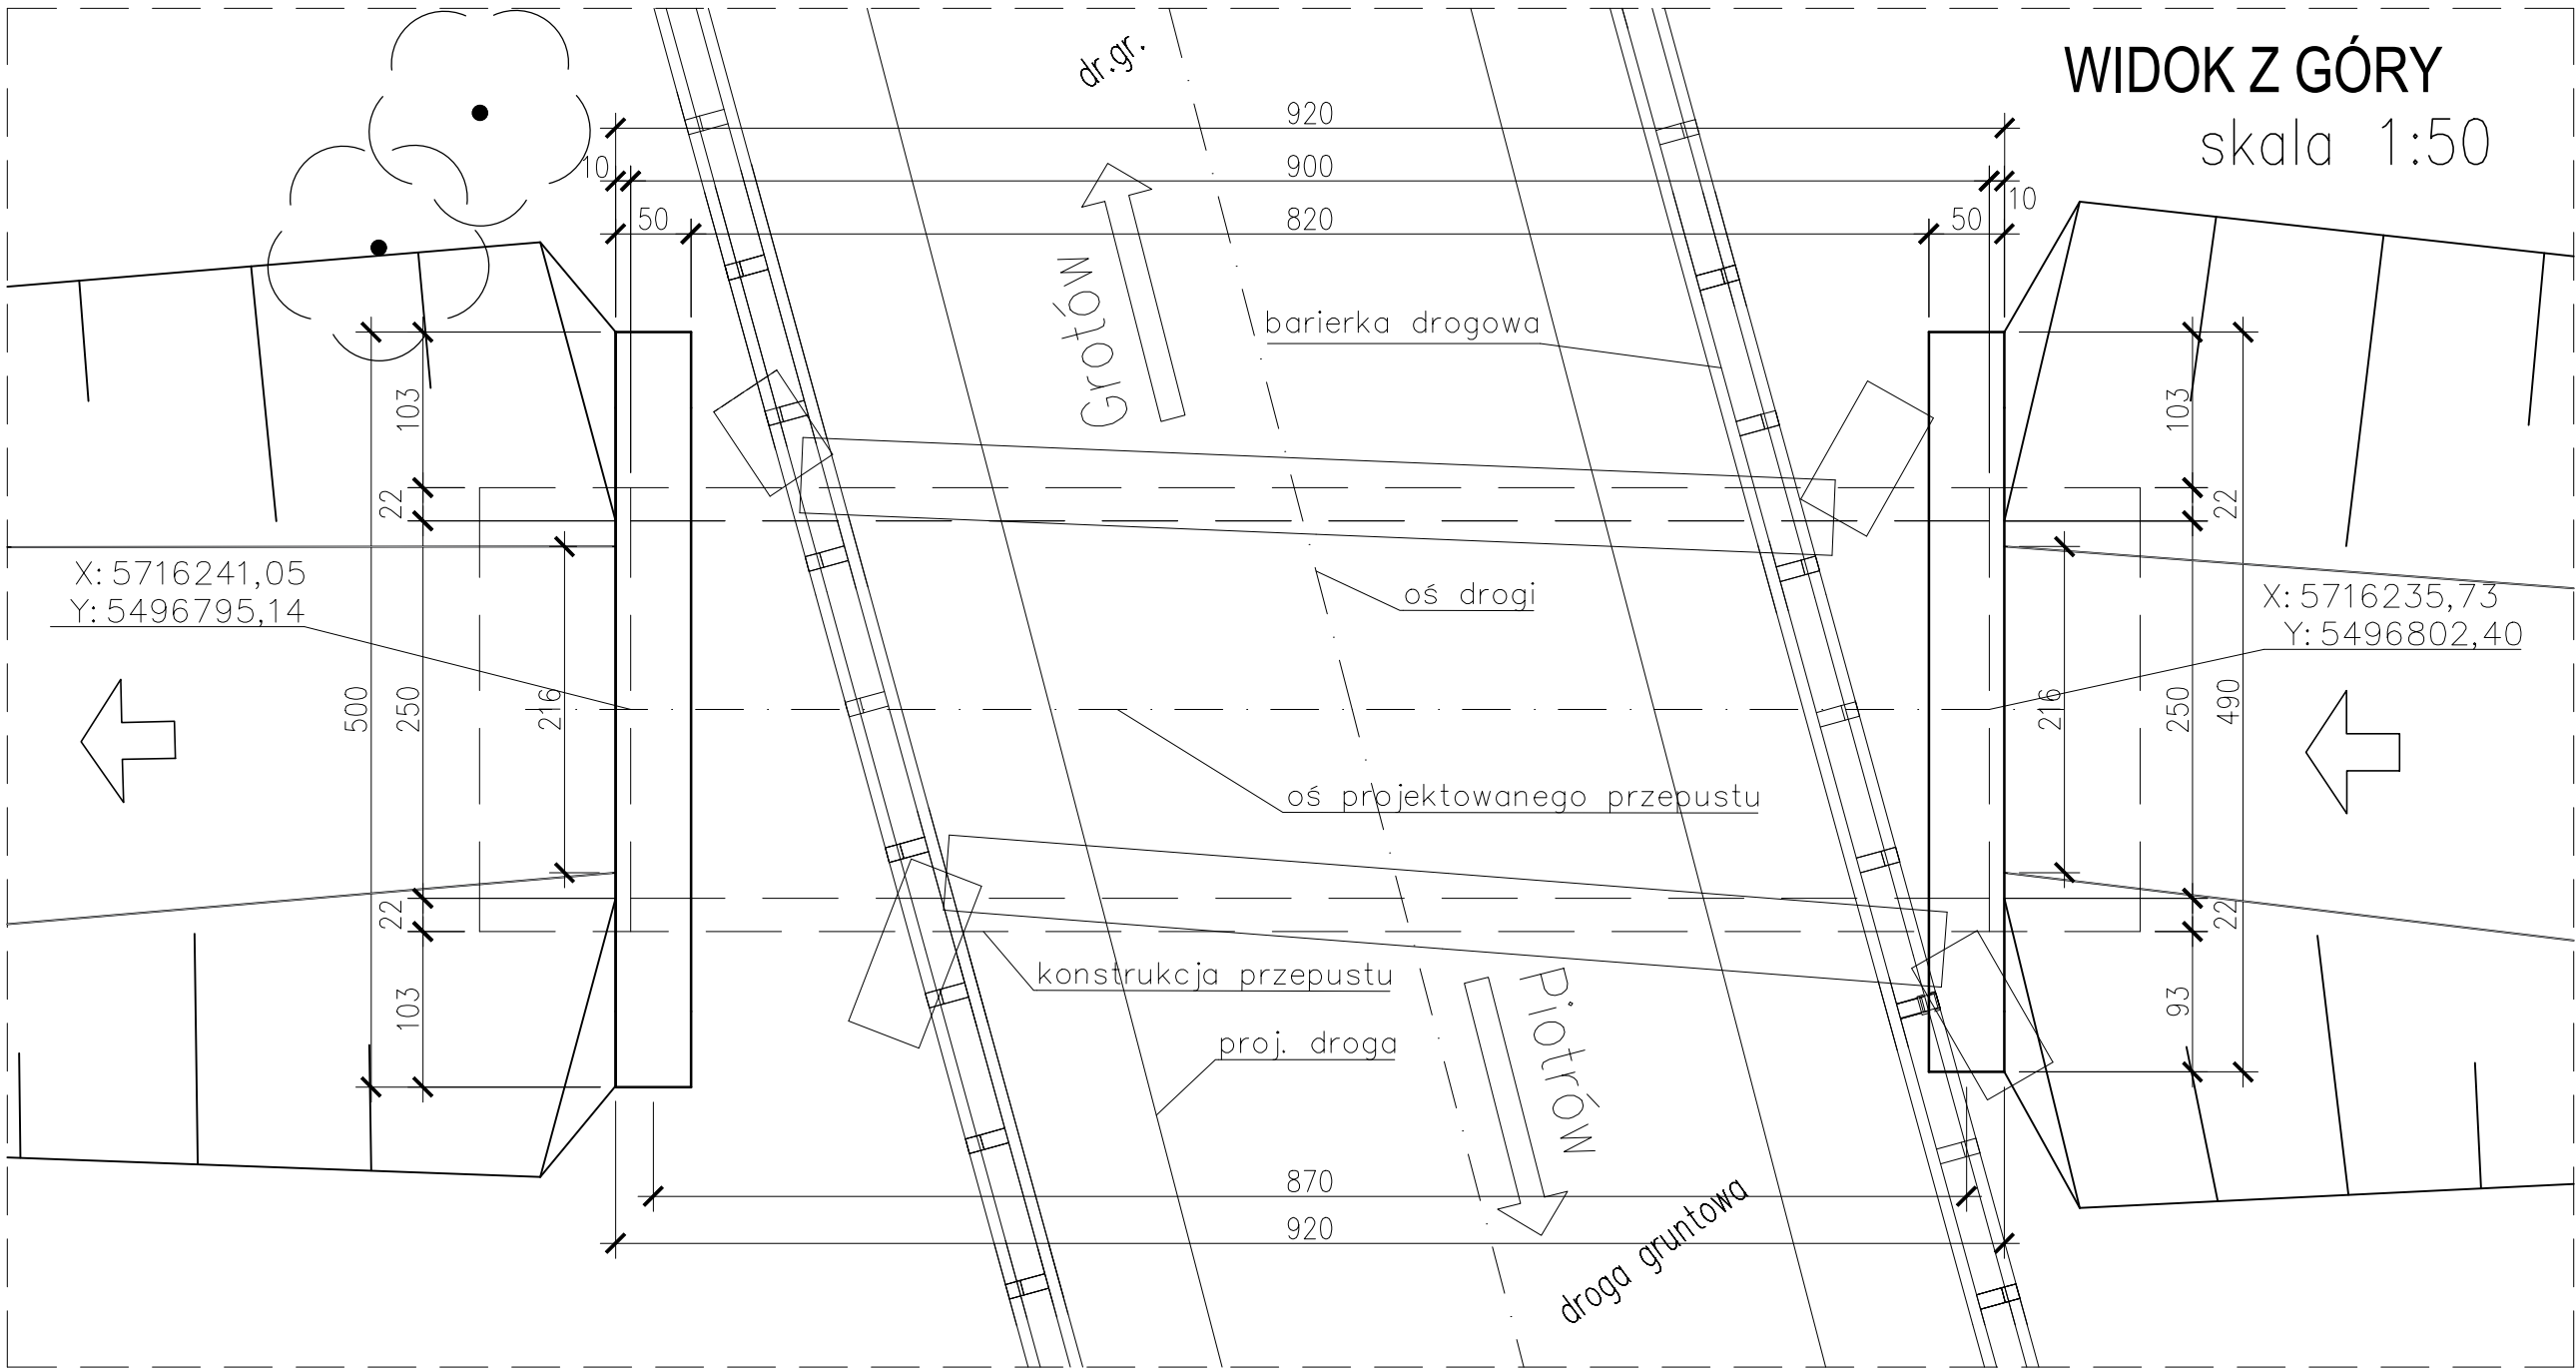 WIDOK Z GÓRY
skala 1:50
dr.gr.
920
10
900
10
50
820
50
Grotów
barierka drogowa
103
103
22
22
X: 5716241,05
Y: 5496795,14
oś drogi
X: 5716235,73
Y: 5496802,40
500
250
216
216
250
490
oś projektowanego przepustu
22
22
konstrukcja przepustu
103
93
proj. droga
Piotrów
870
920
droga gruntowa